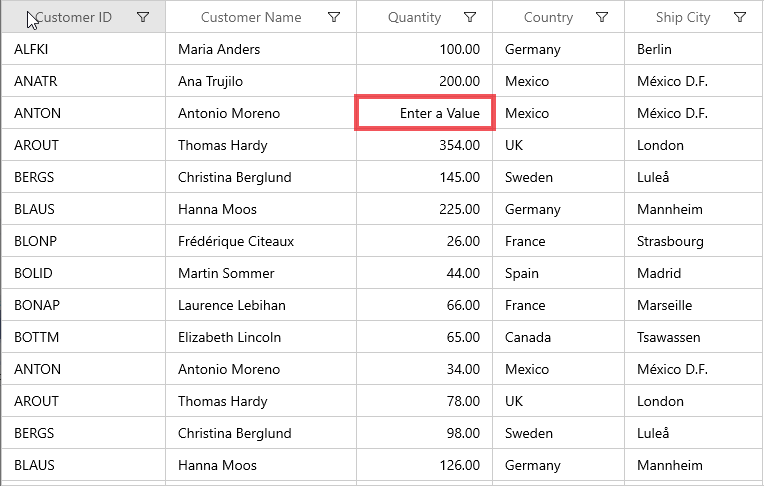 Customer ID Customer Name Quantity Country Ship City
ALFKI Maria Anders 100.00 Germany Berlin
ANATR Ana Trujilo 200.00 Mexico México D.F.
ANTON Antonio Moreno Enter a Value Mexico México D.F.
AROUT Thomas Hardy 354.00 UK London
BERGS Christina Berglund 145.00 Sweden Luleå
BLAUS Hanna Moos 225.00 Germany Mannheim
BLONP Frédérique Citeaux 26.00 France Strasbourg
BOLID Martin Sommer 44.00 Spain Madrid
BONAP Laurence Lebihan 66.00 France Marseille
BOTTM Elizabeth Lincoln 65.00 Canada Tsawassen
ANTON Antonio Moreno 34.00 Mexico México D.F.
AROUT Thomas Hardy 78.00 UK London
BERGS Christina Berglund 98.00 Sweden Luleå
BLAUS Hanna Moos 126.00 Germany Mannheim